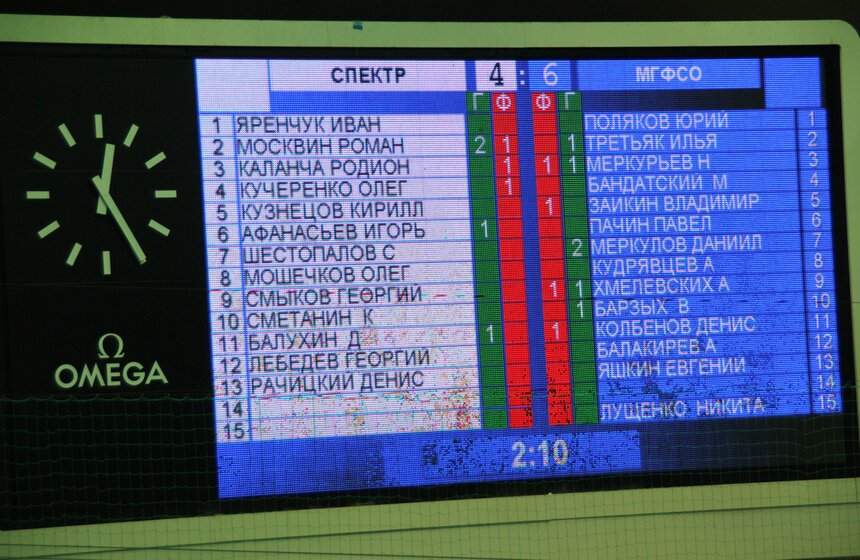 СПЕКТР 4 : 6 МГФСО
Г Ф Ф Г
1 ЯРЕНЧУК ИВАН ПОЛЯКОВ ЮРИЙ 1
2 МОСКВИН РОМАН 2 1 1 ТРЕТЬЯК ИЛЬЯ 2
3 КАЛАНЧА РОДИОН 1 1 1 МЕРКУРЬЕВ Н 3
4 КУЧЕРЕНКО ОЛЕГ 1 БАНДАТСКИЙ М 4
5 КУЗНЕЦОВ КИРИЛЛ 1 ЗАИКИН ВЛАДИМИР 5
6 АФАНАСЬЕВ ИГОРЬ 1 ПАЧИН ПАВЕЛ 6
7 ШЕСТОПАЛОВ С 2 МЕРКУЛОВ ДАНИИЛ 7
8 МОШЕЧКОВ ОЛЕГ КУДРЯВЦЕВ А 8
9 СМЫКОВ ГЕОРГИЙ 1 1 ХМЕЛЕВСКИХ А 9
10 СМЕТАНИН К 1 БАРЗЫХ В 10
11 БАЛУХИН Д 1 1 КОЛБЕНОВ ДЕНИС 11
12 ЛЕБЕДЕВ ГЕОРГИЙ БАЛАКИРЕВ А 12
13 РАЧИЦКИЙ ДЕНИС ЯШКИН ЕВГЕНИЙ 13
14 14
15 ЛУЩЕНКО НИКИТА 15
2:10
Ω
OMEGA